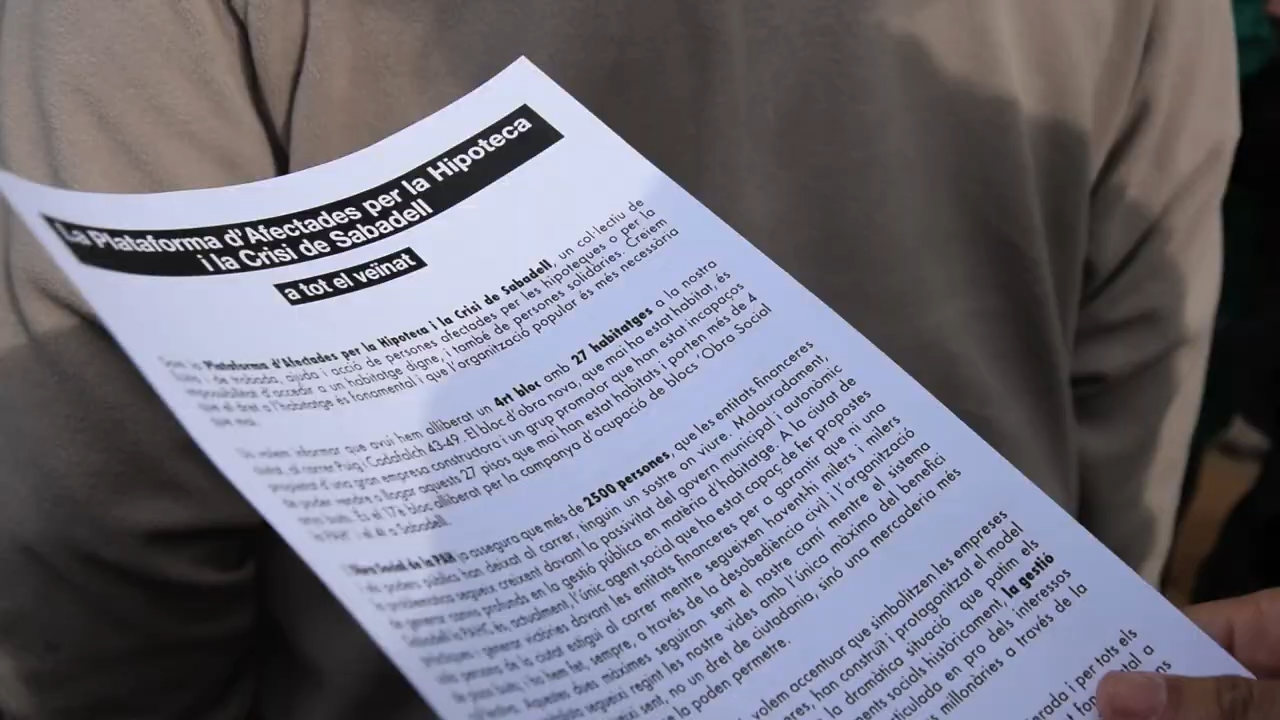 La Plataforma d'Afectades per la Hipoteca
i la Crisi de Sabadell
a tot el veïnat
la Plataforma d'Afectades per la Hipoteca i la Crisi de Sabadell, un col·lectiu de
de trobada, ajuda i acció de persones afectades per les hipoteques o per la
impossibilitat d'accedir a un habitatge digne, i també de persones solidàries. Creiem
que el dret a l'habitatge és fonamental i que l'organització popular és més necessària
que mai.
Us volem informar que avui hem alliberat un 4rt bloc amb 27 habitatges a la nostra
ciutat, al carrer Puig i Cadafalch 43-49. El bloc d'obra nova, que mai ha estat habitat, és
propietat d'una gran empresa constructora i un grup promotor que han estat incapaços
de poder vendre o llogar aquests 27 pisos que mai han estat habitats i porten més de 4
anys buits. És el 17è bloc alliberat per la campanya d'ocupació de blocs 'Obra Social
la PAH' i el 4t a Sabadell.
Obra Social de la PAH ja assegura que més de 2500 persones, que les entitats financeres
i els poders públics han deixat al carrer, tinguin un sostre on viure. Malauradament,
la problemàtica segueix creixent davant la passivitat del govern municipal i autonòmic
de generar canvis profunds en la gestió pública en matèria d'habitatge. A la ciutat de
Sabadell la PAHC és actualment, l'únic agent social que ha estat capaç de fer propostes
pràctiques i generar victòries davant les entitats financeres per a garantir que ni una
sola persona de la ciutat estigui al carrer mentre segueixen havent-hi milers i milers
de pisos buits. I ho hem fet, sempre, a través de la desobediència civil i l'organització
col·lectiva. Aquestes dues màximes seguiran sent el nostre camí mentre el sistema
segueixi regint les nostre vides amb l'única màxima del benefici
segueixi sent, no un dret de ciutadania, sinó una mercaderia més
la poden permetre.
volem accentuar que simbolitzen les empreses
han construït i protagonitzat el model
la dramàtica situació que patim els
socials històricament, la gestió
en pro dels interessos
millonàries a través de la
i per tots els